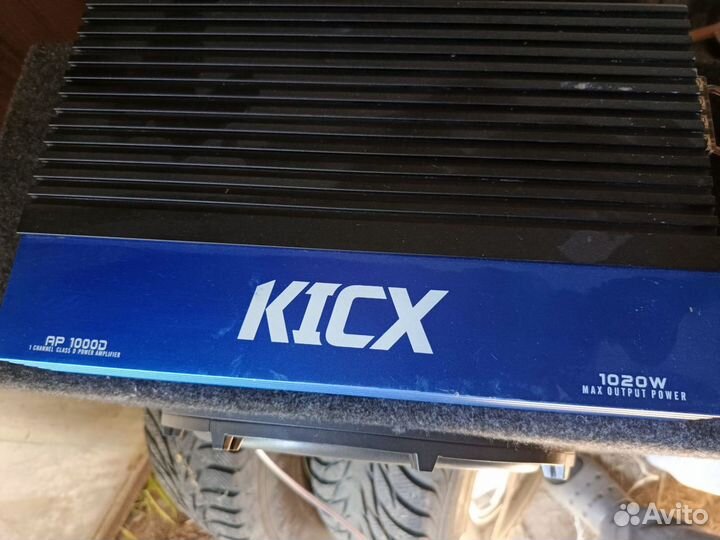 KICX
AP 1000D
1 CHANNEL CLASS D POWER AMPLIFIER
1020W
MAX OUTPUT POWER
Avito